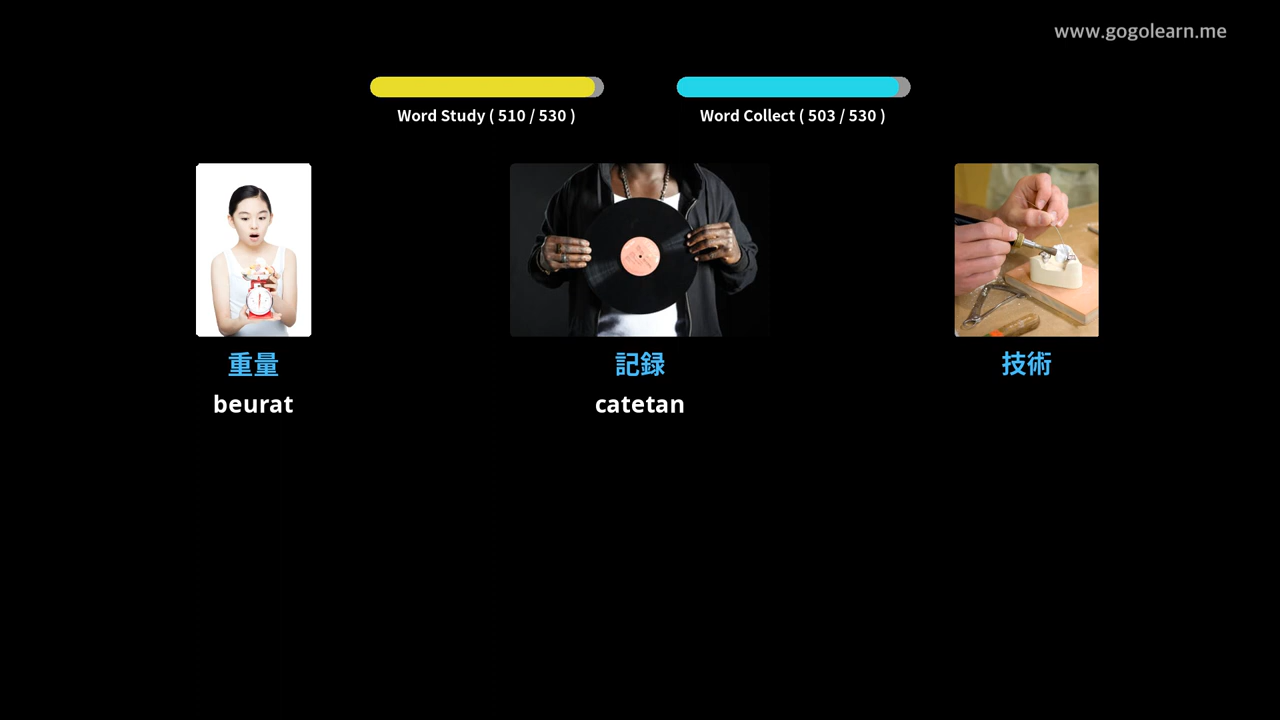 www.gogolearn.me
Word Study ( 510 / 530 )
Word Collect ( 503 / 530 )
重量
記録
技術
beurat
catetan